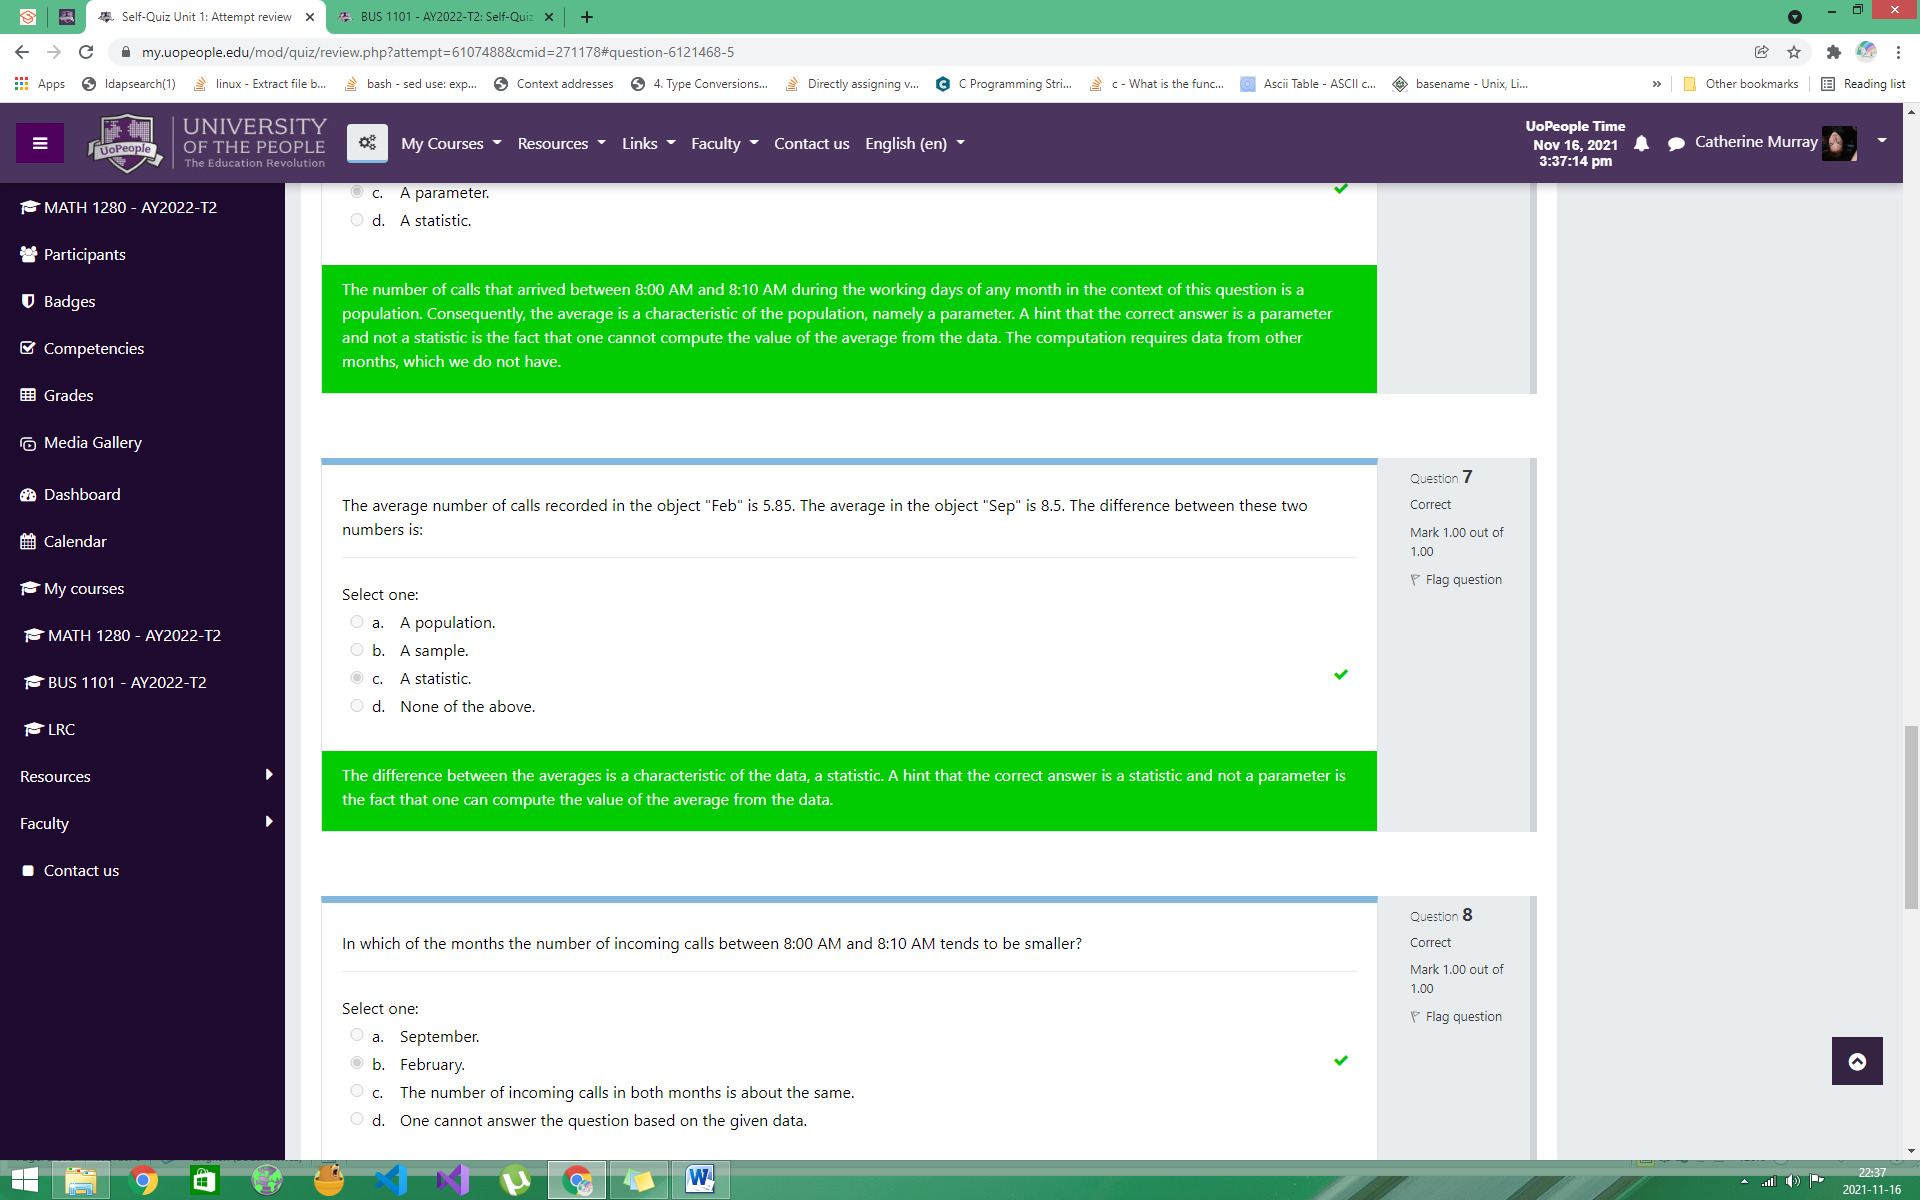 Self-Quiz Unit 1: Attempt review
BUS 1101 - AY2022-T2: Self-Quiz
my.uopeople.edu/mod/quiz/review.php?attempt=6107488&cmid=271178#question-6121468-5
Apps
ldapsearch(1)
linux - Extract file b...
bash - sed use: exp...
Context addresses
4. Type Conversions...
Directly assigning v...
C Programming Stri...
c - What is the func...
Ascii Table - ASCII c...
basename - Unix, Li...
»
Other bookmarks
Reading list
UoPeople
UNIVERSITY
OF THE PEOPLE
The Education Revolution
My Courses
Resources
Links
Faculty
Contact us
English (en)
UoPeople Time
Nov 16, 2021
3:37:14 pm
Catherine Murray
MATH 1280 - AY2022-T2
Participants
Badges
Competencies
Grades
Media Gallery
Dashboard
Calendar
My courses
MATH 1280 - AY2022-T2
BUS 1101 - AY2022-T2
LRC
Resources
Faculty
Contact us
c. A parameter.
d. A statistic.
The number of calls that arrived between 8:00 AM and 8:10 AM during the working days of any month in the context of this question is a
population. Consequently, the average is a characteristic of the population, namely a parameter. A hint that the correct answer is a parameter
and not a statistic is the fact that one cannot compute the value of the average from the data. The computation requires data from other
months, which we do not have.
The average number of calls recorded in the object "Feb" is 5.85. The average in the object "Sep" is 8.5. The difference between these two
numbers is:
Select one:
a. A population.
b. A sample.
c. A statistic.
d. None of the above.
Question 7
Correct
Mark 1.00 out of
1.00
Flag question
The difference between the averages is a characteristic of the data, a statistic. A hint that the correct answer is a statistic and not a parameter is
the fact that one can compute the value of the average from the data.
In which of the months the number of incoming calls between 8:00 AM and 8:10 AM tends to be smaller?
Select one:
a. September.
b. February.
c. The number of incoming calls in both months is about the same.
d. One cannot answer the question based on the given data.
Question 8
Correct
Mark 1.00 out of
1.00
Flag question
22:37
2021-11-16